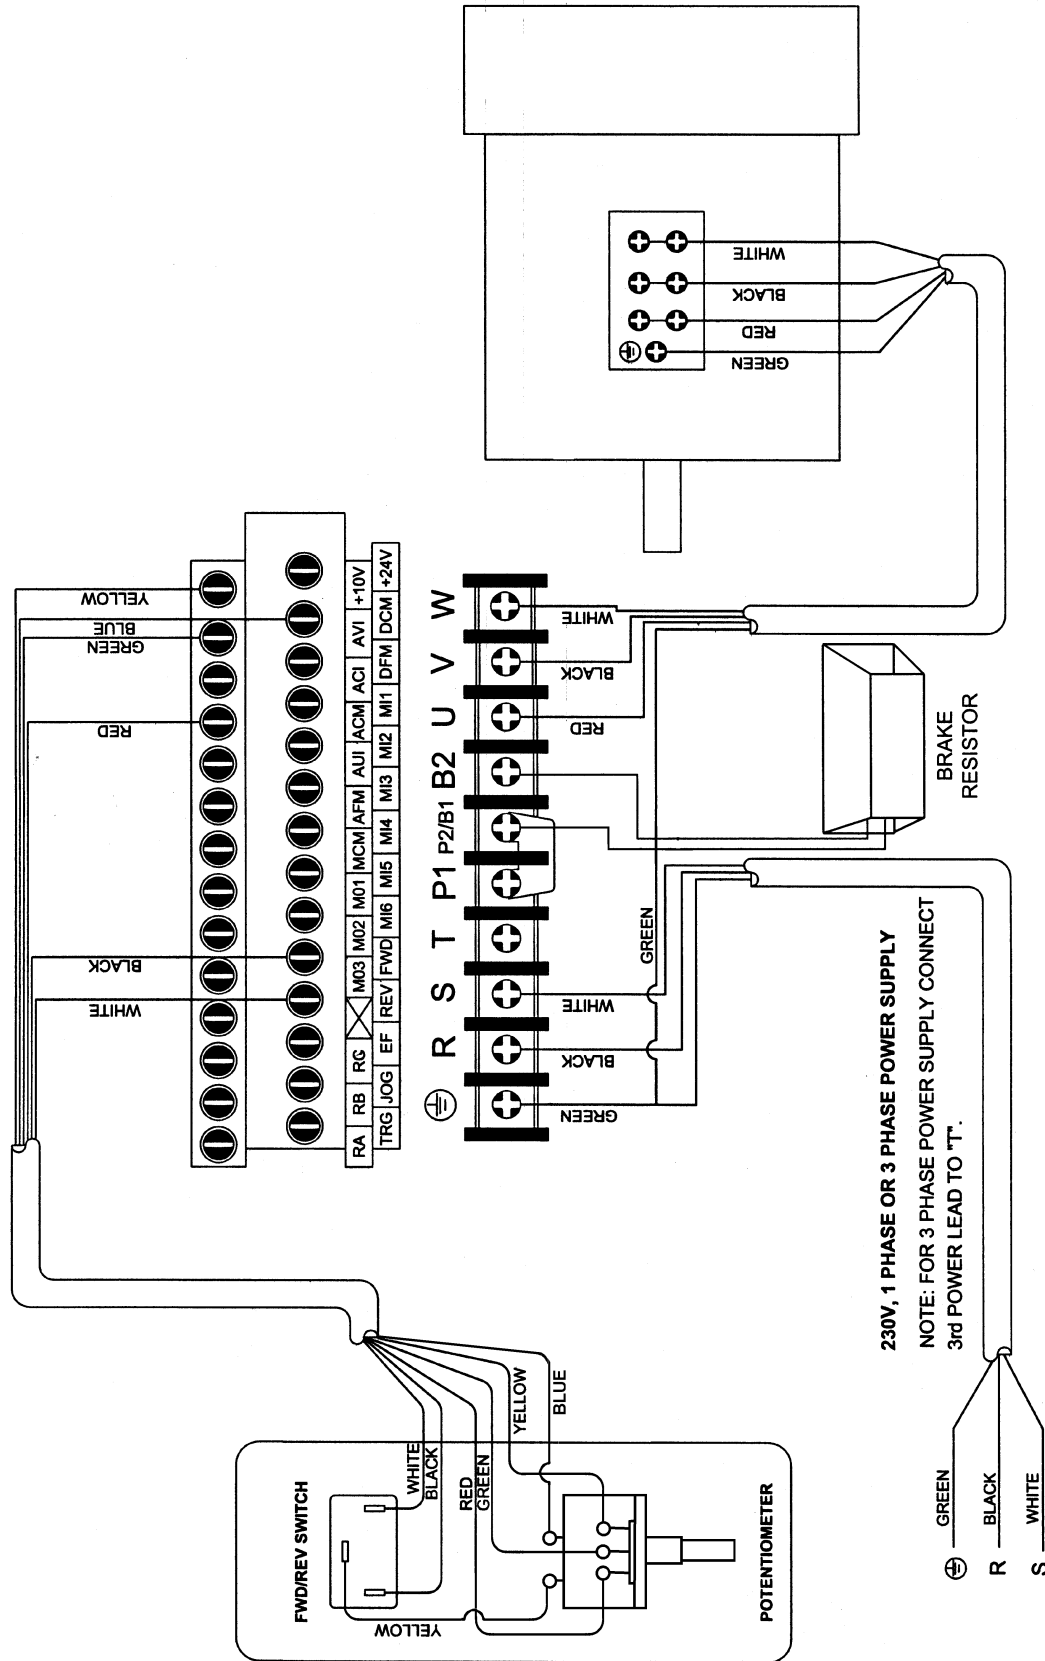 YELLOW
BLUE
GREEN
RED
BLACK
WHITE
WHITE
BLACK
RED
GREEN
+10V
AVI
ACI
ACM
AUI
AFM
MCM
M01
M02
M03
RC
RB
RA
+24V
DCM
DFM
MI1
MI2
MI3
MI4
MI5
MI6
FWD
REV
EF
JOG
TRG
W
V
U
B2
P2/B1
P1
T
S
R
WHITE
BLACK
RED
GREEN
WHITE
BLACK
GREEN
BRAKE
RESISTOR
230V, 1 PHASE OR 3 PHASE POWER SUPPLY
NOTE: FOR 3 PHASE POWER SUPPLY CONNECT
3rd POWER LEAD TO "T".
FWD/REV SWITCH
WHITE
BLACK
RED
GREEN
YELLOW
BLUE
YELLOW
POTENTIOMETER
GREEN
R
BLACK
S
WHITE